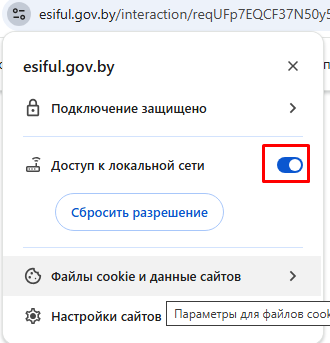 esiful.gov.by/interaction/reqUFp7EQCF37N50y5
esiful.gov.by
Подключение защищено
Доступ к локальной сети
Сбросить разрешение
Файлы cookie и данные сайтов
Настройки сайтов
Параметры для файлов cook